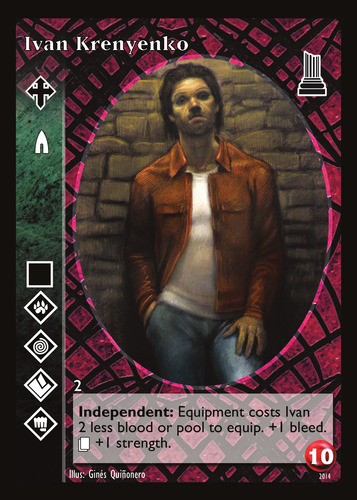 Ivan Krenyenko
2
Independent: Equipment costs Ivan
2 less blood or pool to equip. +1 bleed.
+1 strength.
10
Illus: Ginés Quiñonero
2014